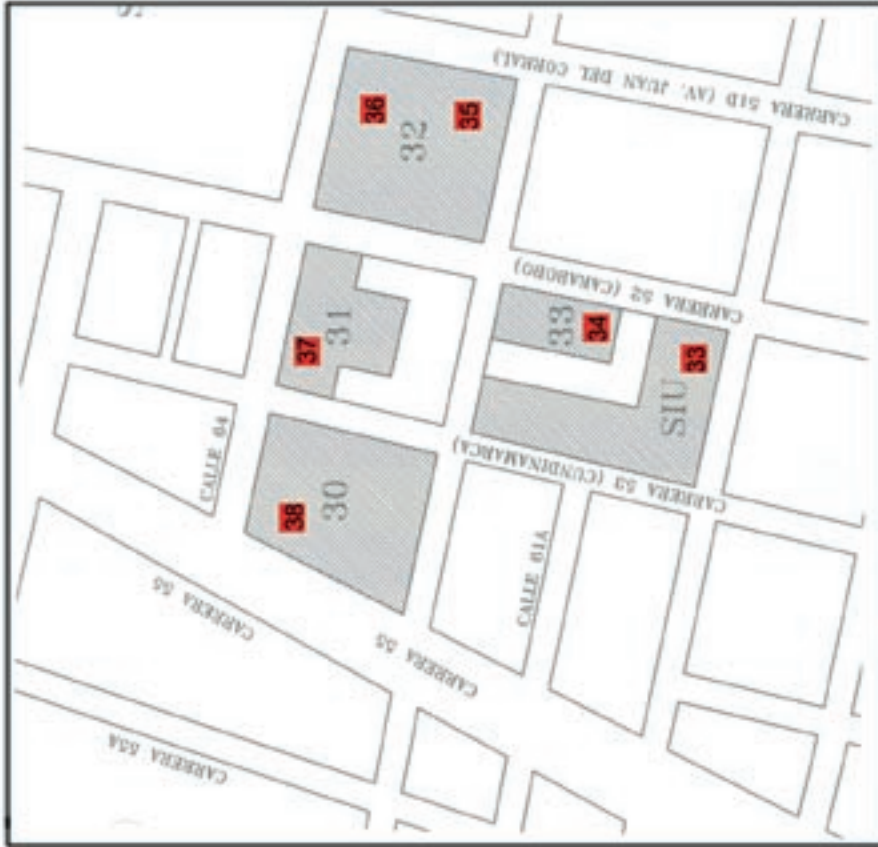 CARRERA 51D (AV. JUAN DEL CORRAL)
36
35
32
CARRERA 52 (CARABOBO)
37
31
33
34
33
SIU
CARRERA 53 (CUNDINAMARCA)
CALLE 64
38
30
CALLE 61A
CARRERA 55
CARRERA 55
CARRERA 55A